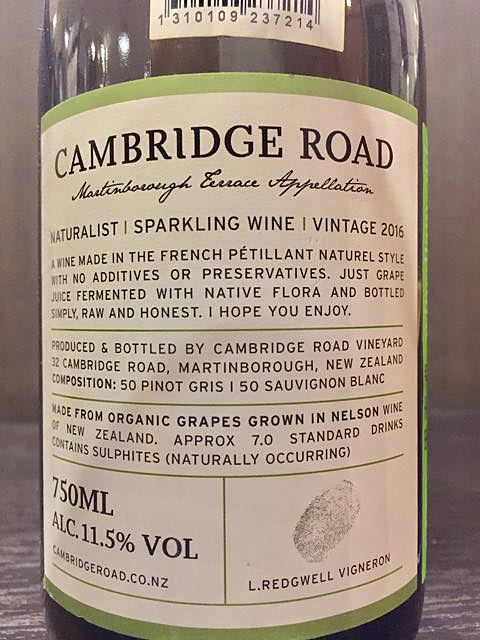 1310109 237214
CAMBRIDGE ROAD
Martinborough Terrace Appellation
NATURALIST | SPARKLING WINE | VINTAGE 2016
A WINE MADE IN THE FRENCH PÉTILLANT NATUREL STYLE
WITH NO ADDITIVES OR PRESERVATIVES. JUST GRAPE
JUICE FERMENTED WITH NATIVE FLORA AND BOTTLED
SIMPLY, RAW AND HONEST. I HOPE YOU ENJOY.
PRODUCED & BOTTLED BY CAMBRIDGE ROAD VINEYARD
32 CAMBRIDGE ROAD, MARTINBOROUGH, NEW ZEALAND
COMPOSITION: 50 PINOT GRIS | 50 SAUVIGNON BLANC
MADE FROM ORGANIC GRAPES GROWN IN NELSON WINE
OF NEW ZEALAND. APPROX 7.0 STANDARD DRINKS
CONTAINS SULPHITES (NATURALLY OCCURRING)
750ML
ALC. 11.5% VOL
CAMBRIDGEROAD.CO.NZ
L.REDGWELL VIGNERON